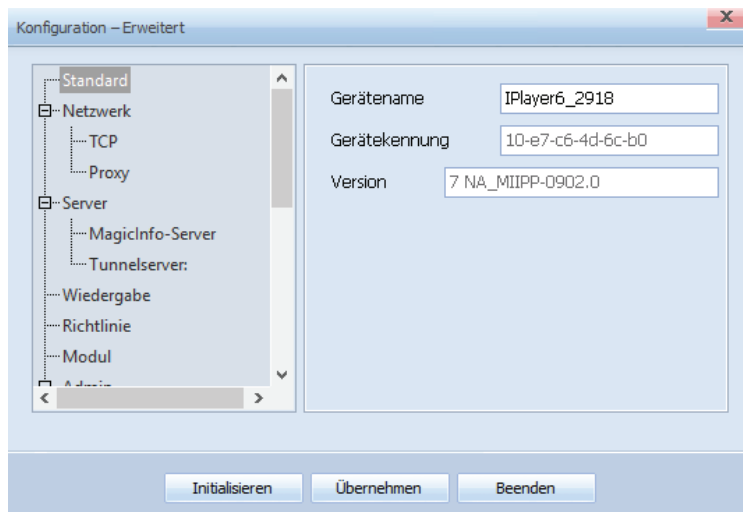 Konfiguration – Erweitert
x
Standard
Netzwerk
TCP
Proxy
Server
MagicInfo-Server
Tunnelserver:
Wiedergabe
Richtlinie
Modul
Admin
Gerätename IPlayer6_2918
Gerätekennung 10-e7-c6-4d-6c-b0
Version 7 NA_MIIPP-0902.0
Initialisieren Übernehmen Beenden